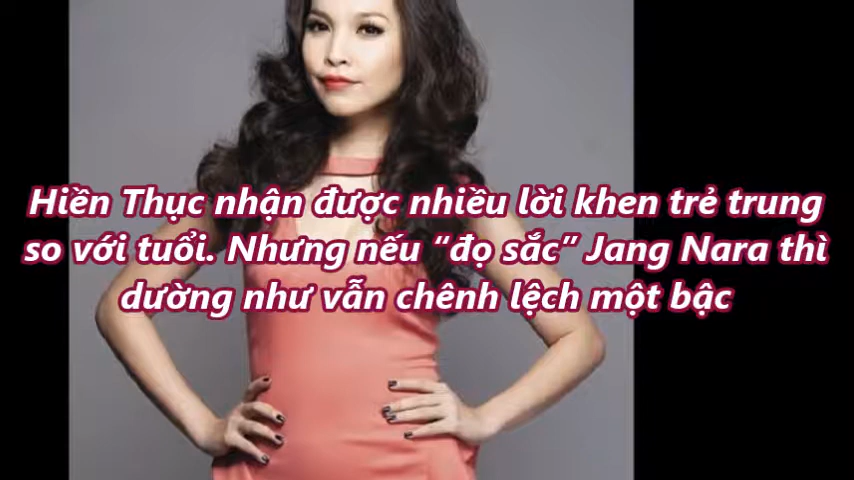 Hiền Thục nhận được nhiều lời khen trẻ trung
so với tuổi. Nhưng nếu “đọ sắc” Jang Nara thì
dường như vẫn chênh lệch một bậc